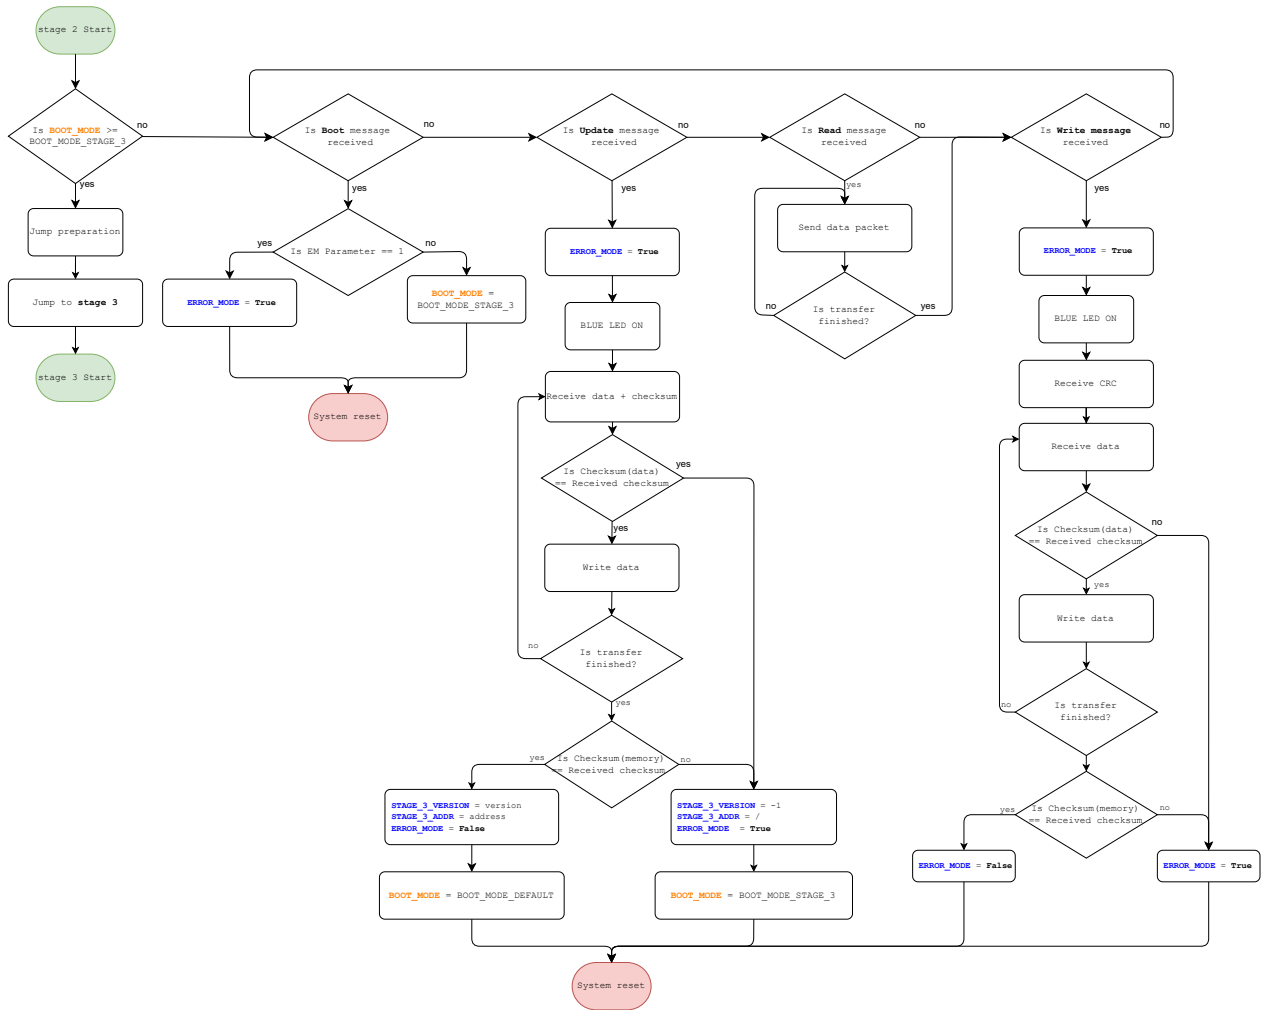 stage 2 Start
Is BOOT_MODE >=
BOOT_MODE_STAGE_3
no
yes
Jump preparation
Jump to stage 3
stage 3 Start
Is Boot message
received
no
yes
Is EM Parameter == 1
yes
no
ERROR_MODE = True
BOOT_MODE =
BOOT_MODE_STAGE_3
System reset
Is Update message
received
no
yes
ERROR_MODE = True
BLUE LED ON
Receive data + checksum
Is Checksum(data)
== Received checksum
yes
yes
Write data
Is transfer
finished?
no
yes
Is Checksum(memory)
== Received checksum
yes
no
STAGE_3_VERSION = version
STAGE_3_ADDR = address
ERROR_MODE = False
STAGE_3_VERSION = -1
STAGE_3_ADDR = /
ERROR_MODE = True
BOOT_MODE = BOOT_MODE_DEFAULT
BOOT_MODE = BOOT_MODE_STAGE_3
Is Read message
received
no
yes
Send data packet
Is transfer
finished?
no
yes
Is Write message
received
no
yes
ERROR_MODE = True
BLUE LED ON
Receive CRC
Receive data
Is Checksum(data)
== Received checksum
no
yes
Write data
Is transfer
finished?
no
Is Checksum(memory)
== Received checksum
yes
no
ERROR_MODE = False
ERROR_MODE = True
System reset